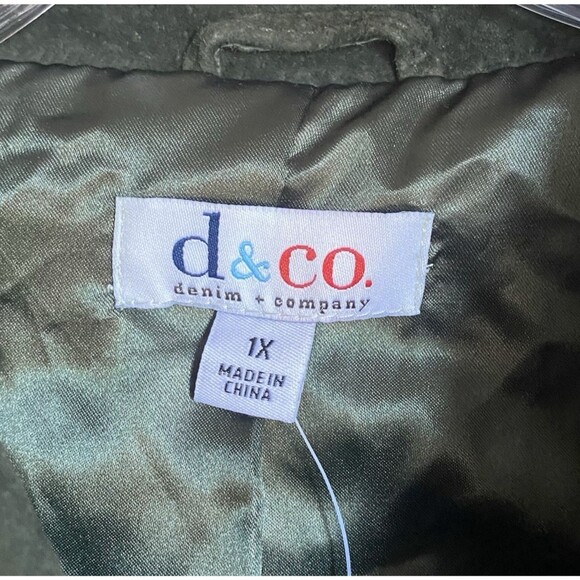 d&co.
denim + company
1X
MADE IN
CHINA